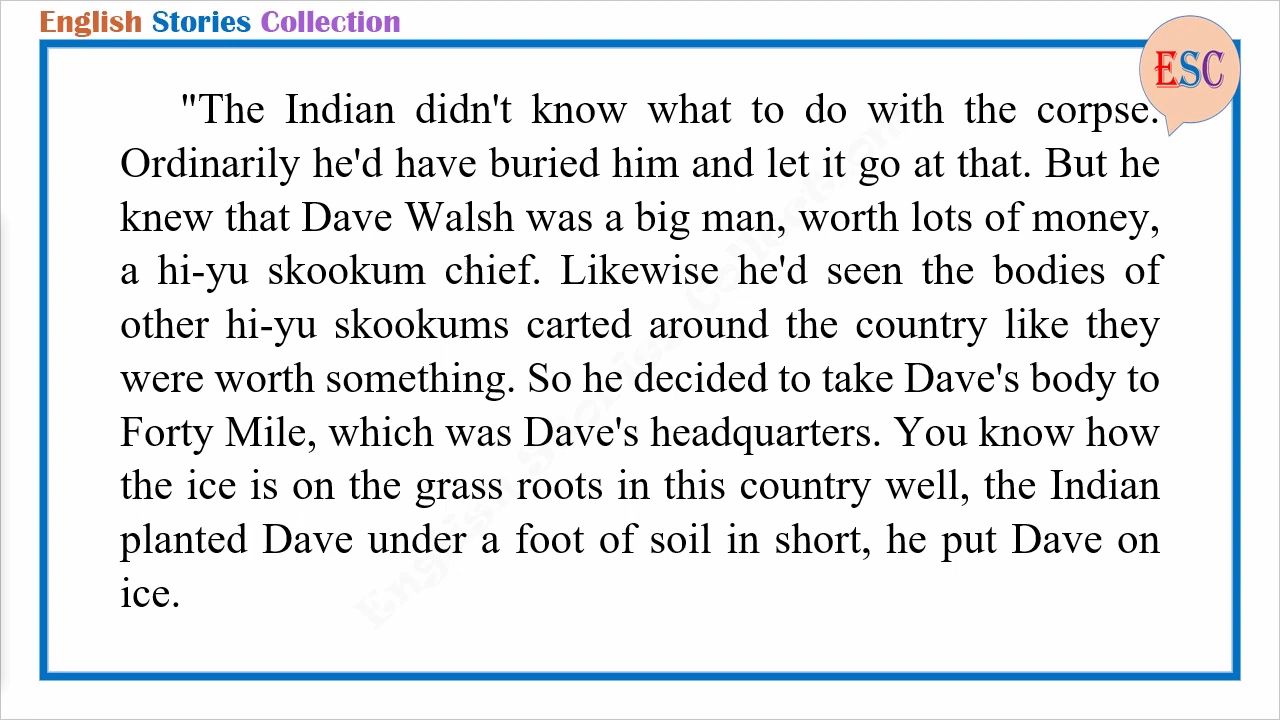 English Stories Collection
ESC
"The Indian didn't know what to do with the corpse.
Ordinarily he'd have buried him and let it go at that. But he
knew that Dave Walsh was a big man, worth lots of money,
a hi-yu skookum chief. Likewise he'd seen the bodies of
other hi-yu skookums carted around the country like they
were worth something. So he decided to take Dave's body to
Forty Mile, which was Dave's headquarters. You know how
the ice is on the grass roots in this country well, the Indian
planted Dave under a foot of soil in short, he put Dave on
ice.
English Stories Collection